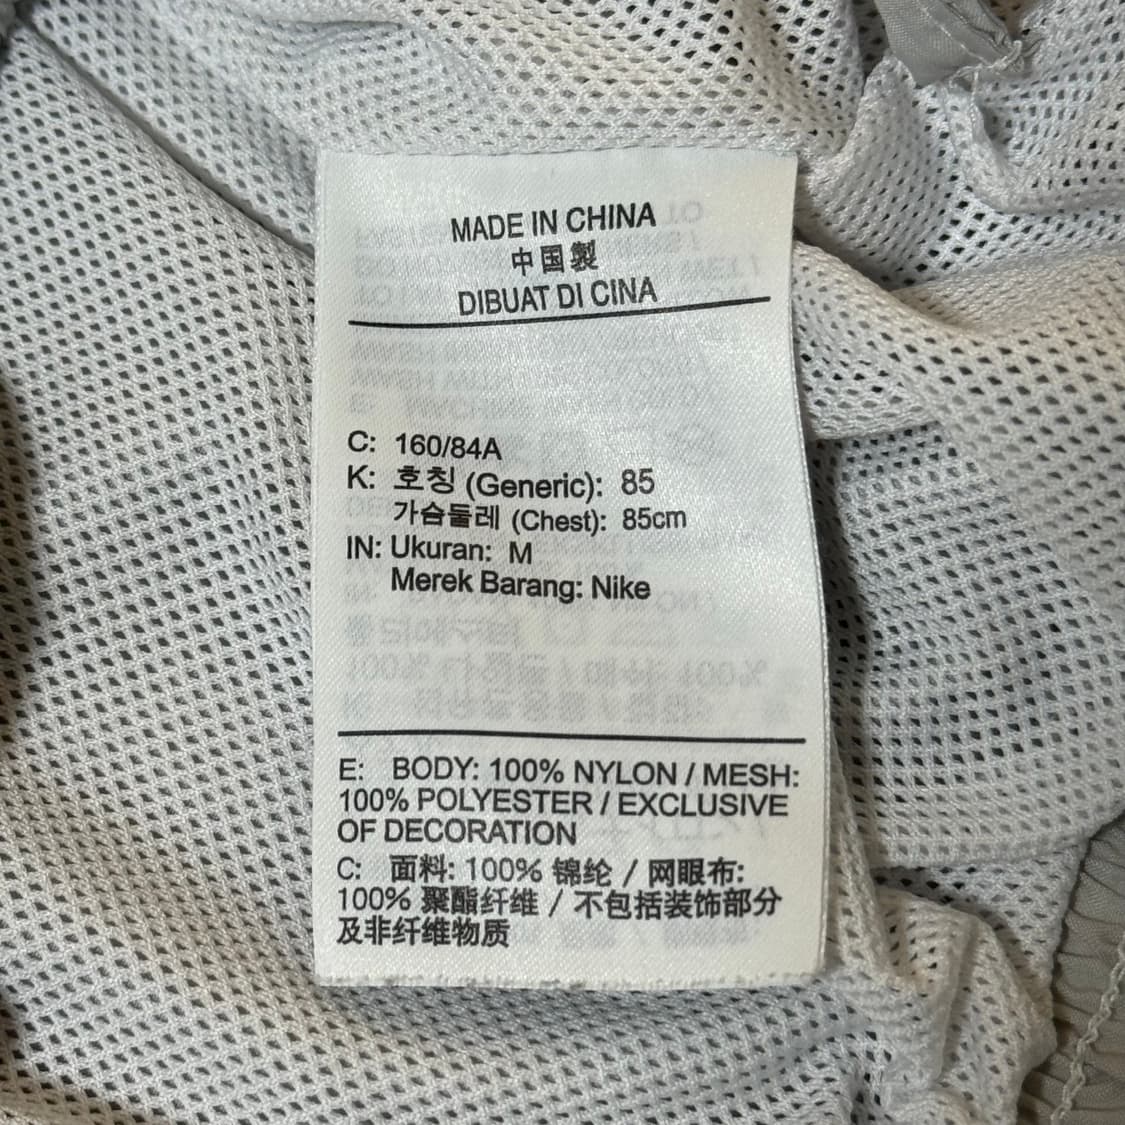 MADE IN CHINA
中国製
DIBUAT DI CINA
C: 160/84A
K: 호칭 (Generic): 85
가슴둘레 (Chest): 85cm
IN: Ukuran: M
Merek Barang: Nike
E: BODY: 100% NYLON / MESH:
100% POLYESTER / EXCLUSIVE
OF DECORATION
C: 面料: 100% 锦纶 / 网眼布:
100% 聚酯纤维 / 不包括装饰部分
及非纤维物质